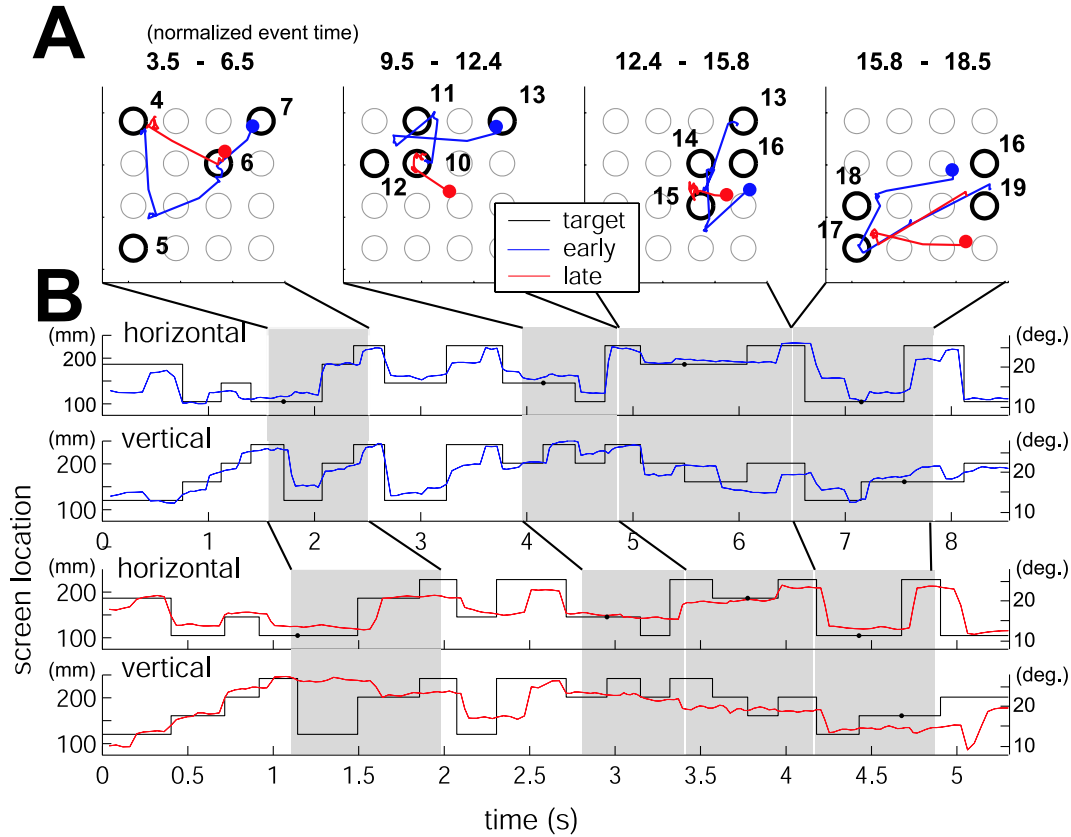 A
(normalized event time)
3.5 - 6.5
9.5 - 12.4
12.4 - 15.8
15.8 - 18.5
4
7
6
5
11
13
10
12
13
14
16
15
16
18
19
17
target
early
late
B
horizontal
(mm)
200
100
(deg.)
20
10
vertical
(mm)
200
100
(deg.)
20
10
0
1
2
3
4
5
6
7
8
horizontal
(mm)
200
100
(deg.)
20
10
vertical
(mm)
200
100
(deg.)
20
10
0
0.5
1
1.5
2
2.5
3
3.5
4
4.5
5
screen location
time (s)